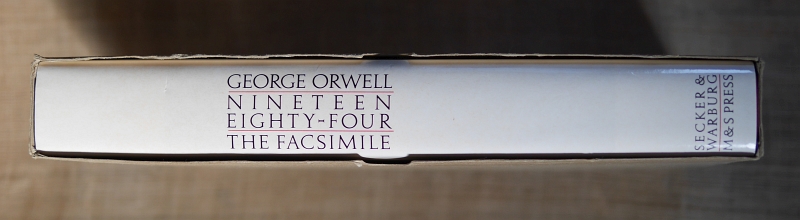 GEORGE ORWELL
NINETEEN
EIGHTY-FOUR
THE FACSIMILE
SECKER &
WARBURG
M&S PRESS